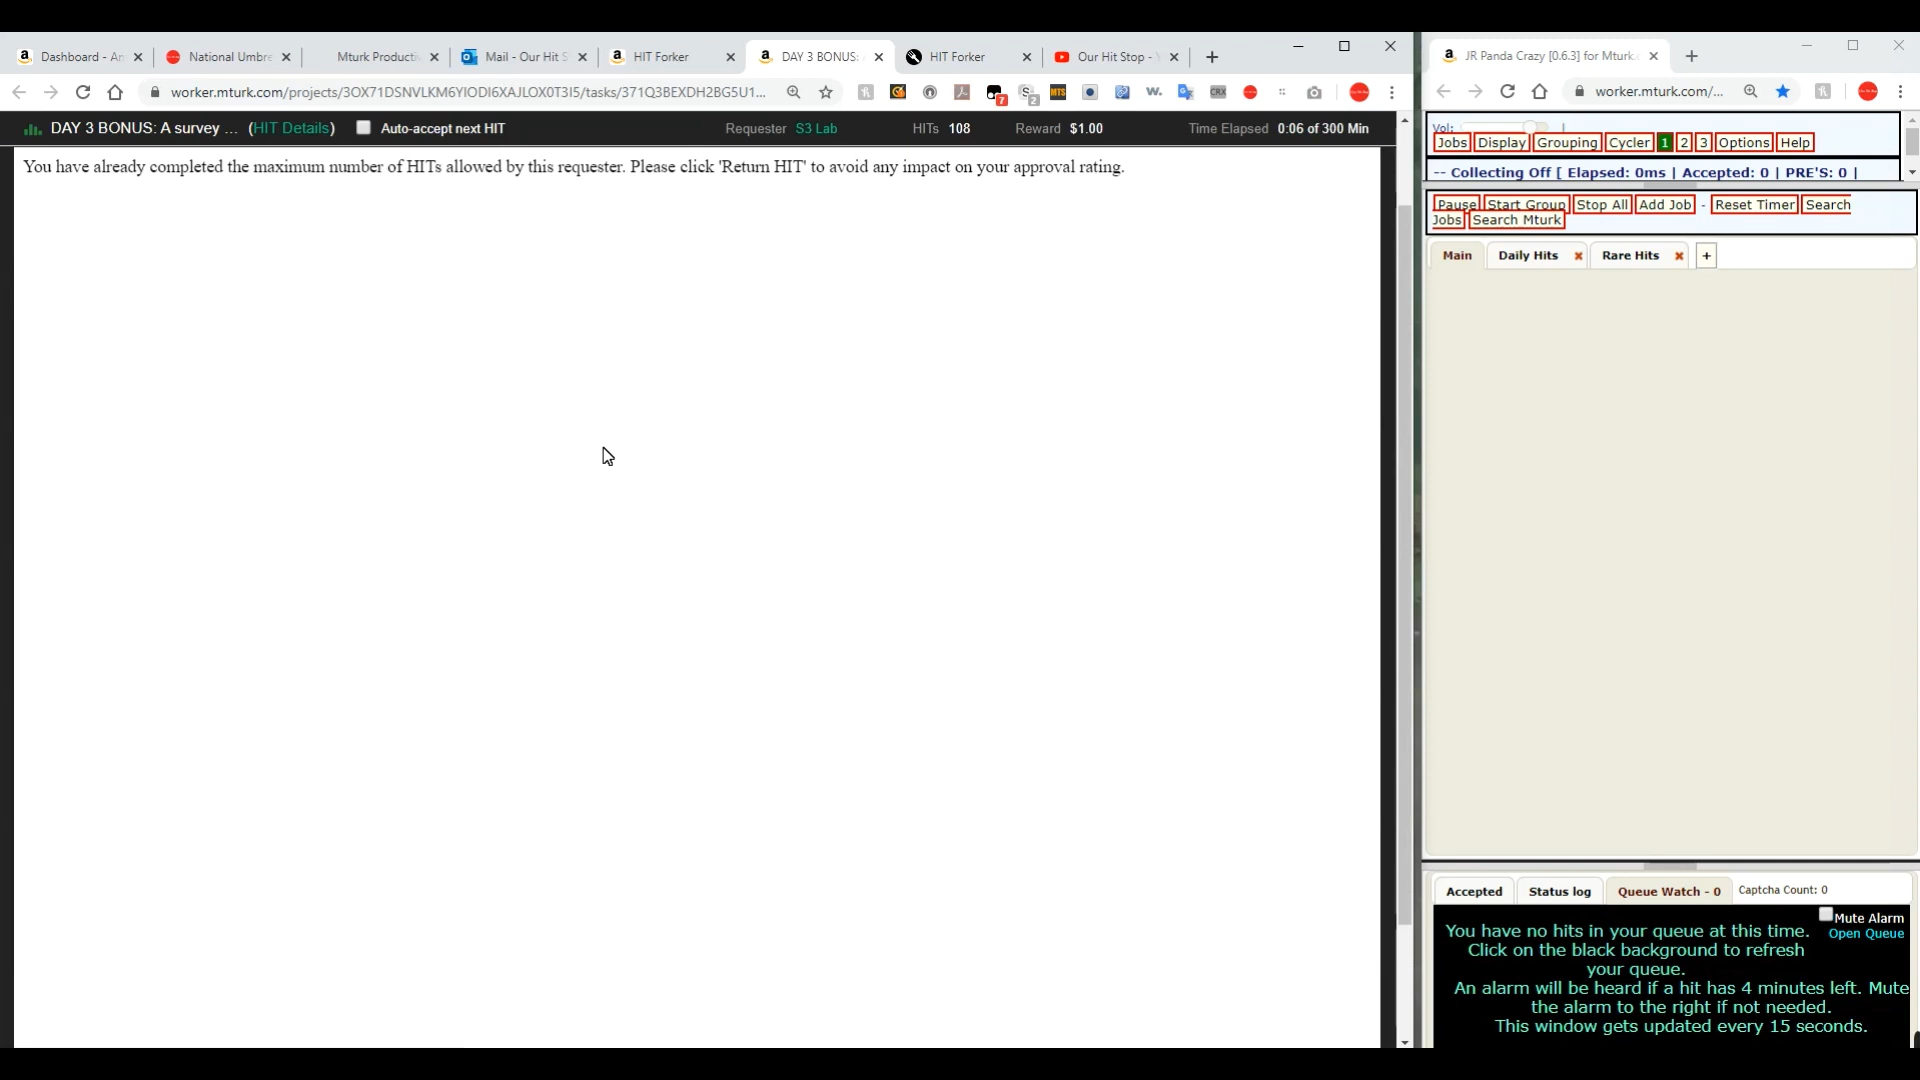 Dashboard - An
National Umbre
Mturk Producti
Mail - Our Hit S
HIT Forker
DAY 3 BONUS:
HIT Forker
Our Hit Stop -
worker.mturk.com/projects/3OX71DSNVLKM6YIODI6XAJLOX0T3I5/tasks/371Q3BEXDH2BG5U1...
DAY 3 BONUS: A survey ... (HIT Details) Auto-accept next HIT Requester S3 Lab HITs 108 Reward $1.00 Time Elapsed 0:06 of 300 Min
You have already completed the maximum number of HITs allowed by this requester. Please click 'Return HIT' to avoid any impact on your approval rating.
JR Panda Crazy [0.6.3] for Mturk.
worker.mturk.com/...
Vol:
Jobs Display Grouping Cycler 1 2 3 Options Help
-- Collecting Off [ Elapsed: 0ms | Accepted: 0 | PRE'S: 0 |
Pause Start Group Stop All Add Job - Reset Timer Search
Jobs Search Mturk
Main Daily Hits Rare Hits +
Accepted Status log Queue Watch - 0 Captcha Count: 0
Mute Alarm
Open Queue
You have no hits in your queue at this time.
Click on the black background to refresh
your queue.
An alarm will be heard if a hit has 4 minutes left. Mute
the alarm to the right if not needed.
This window gets updated every 15 seconds.